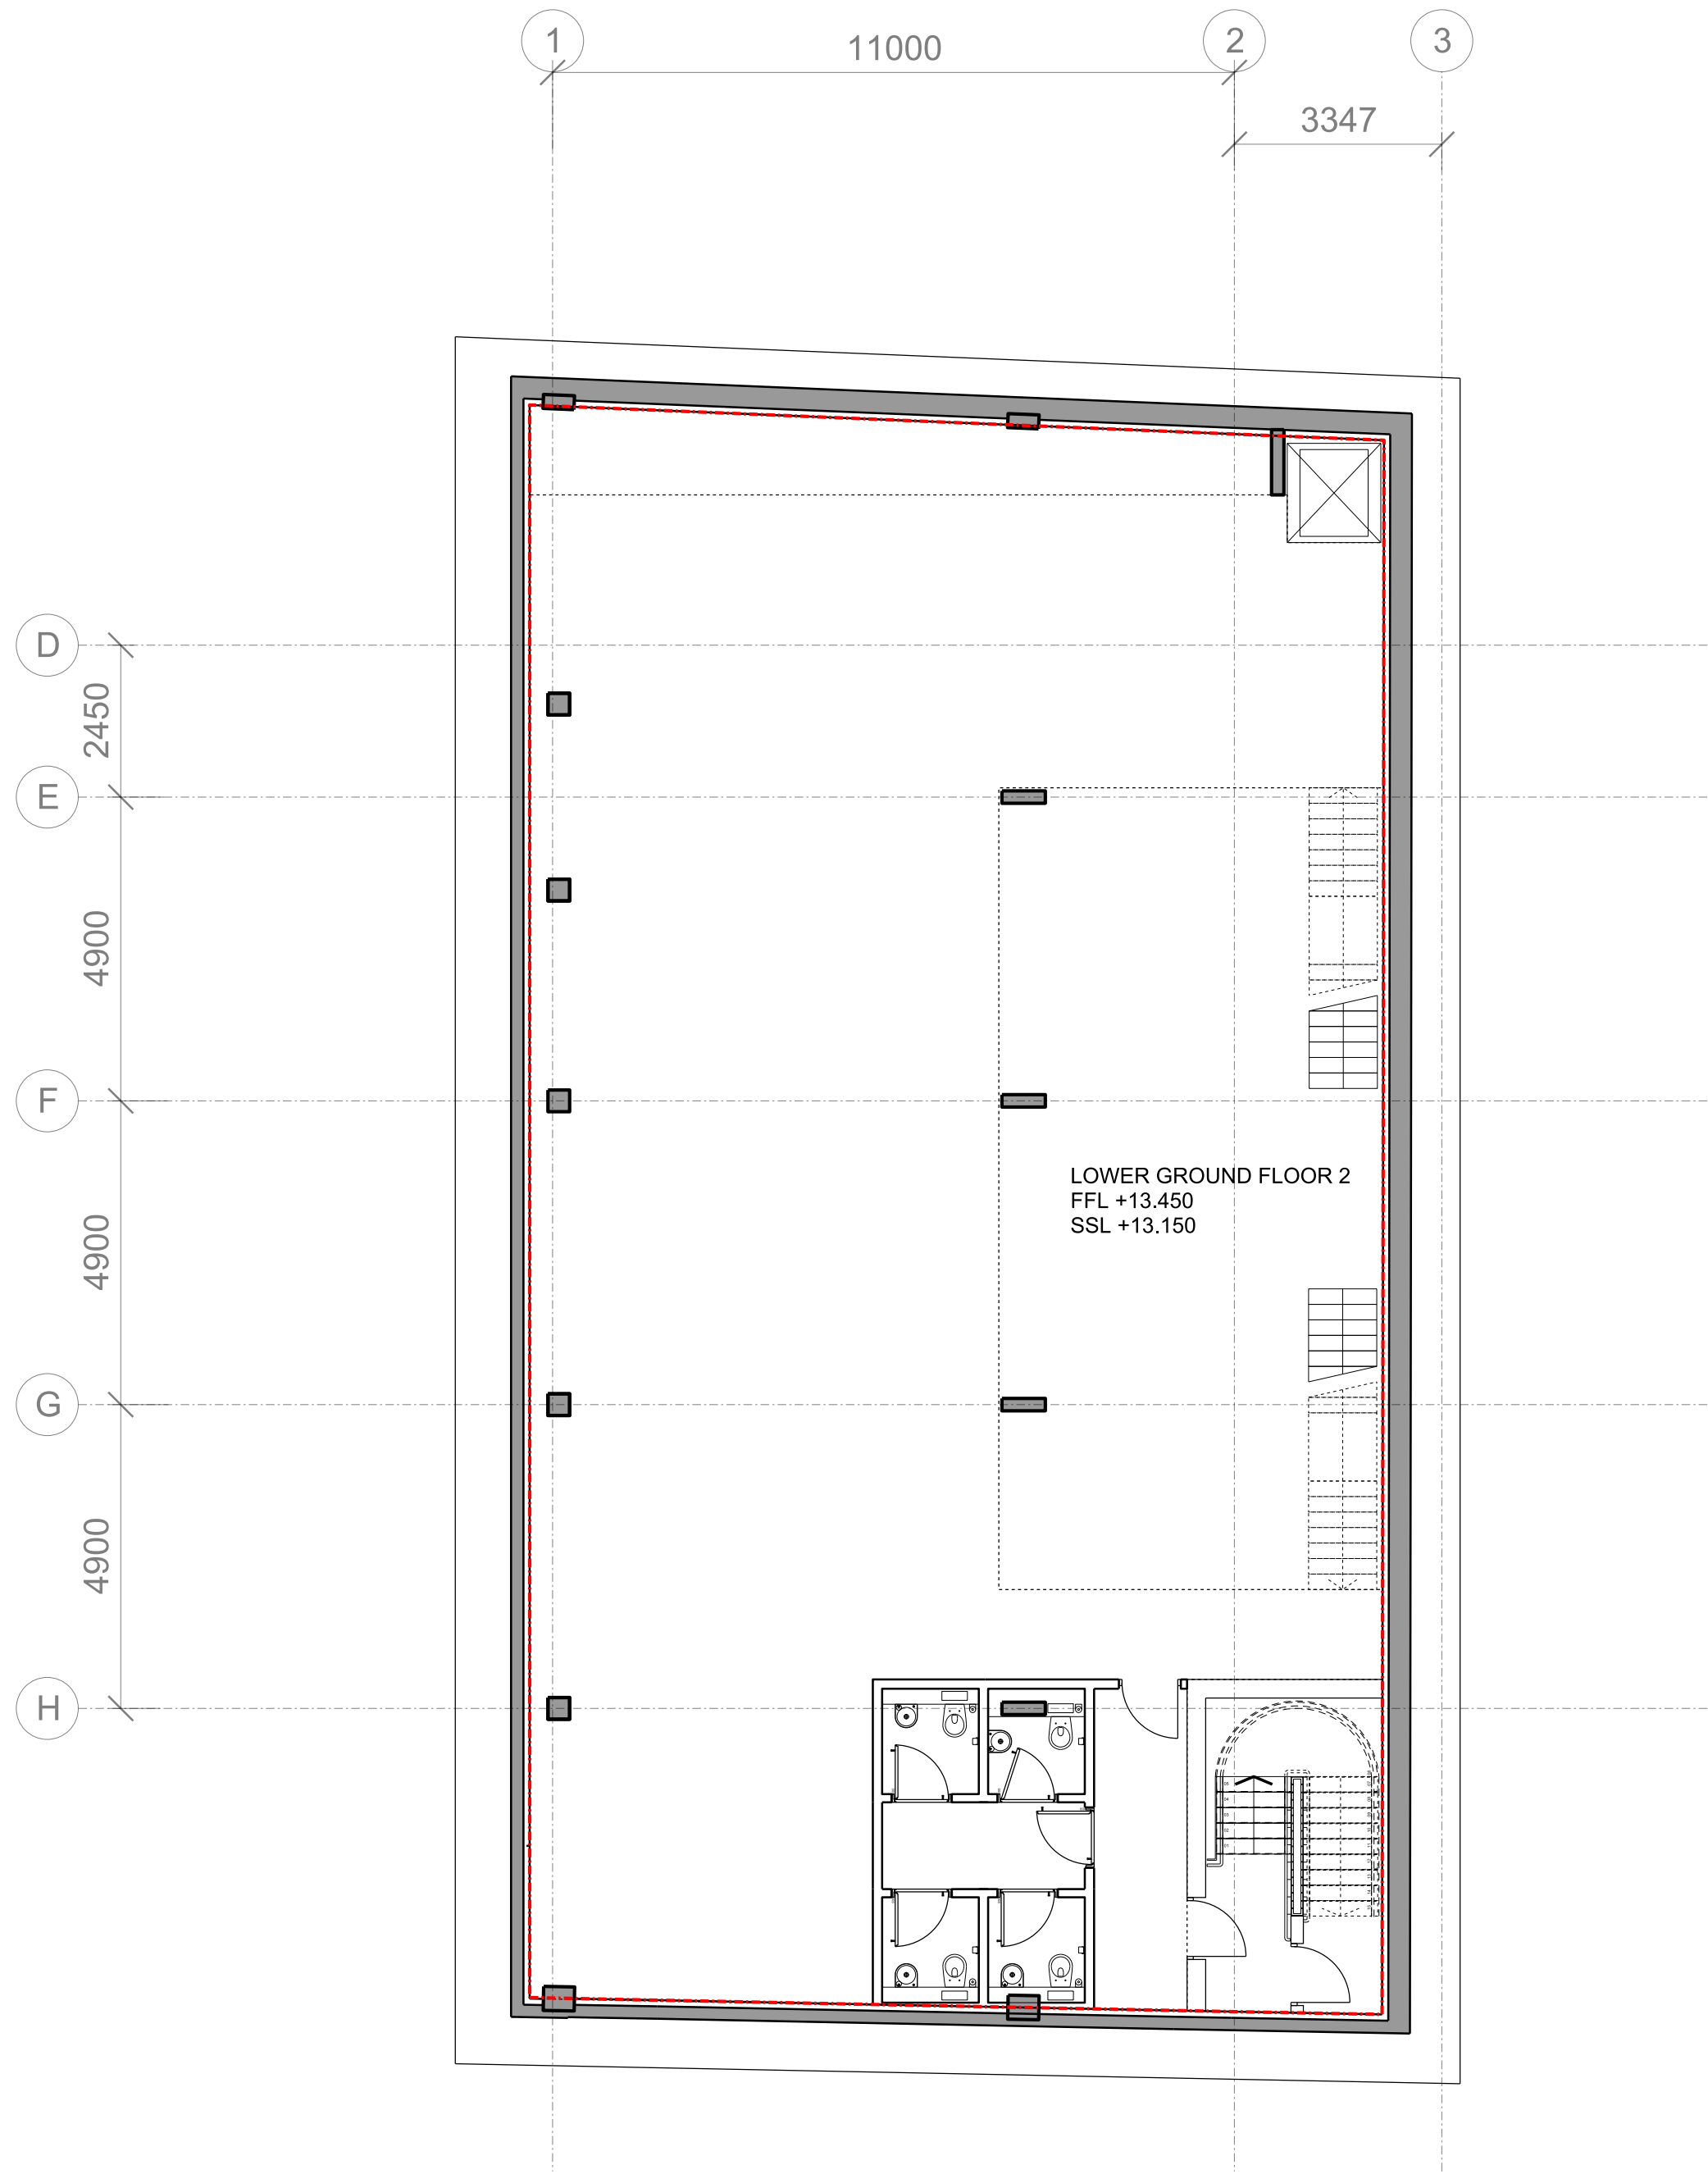 1
11000
2
3
3347
D
2450
E
4900
F
LOWER GROUND FLOOR 2
FFL +13.450
SSL +13.150
4900
G
4900
H